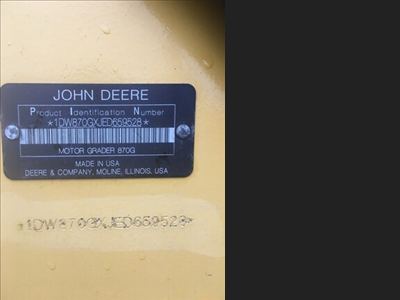 JOHN DEERE
Product Identification Number
*1DW870GXJED659528*
MOTOR GRADER 870G
MADE IN USA
DEERE & COMPANY, MOLINE, ILLINOIS, USA
1DW870GXJED659528*